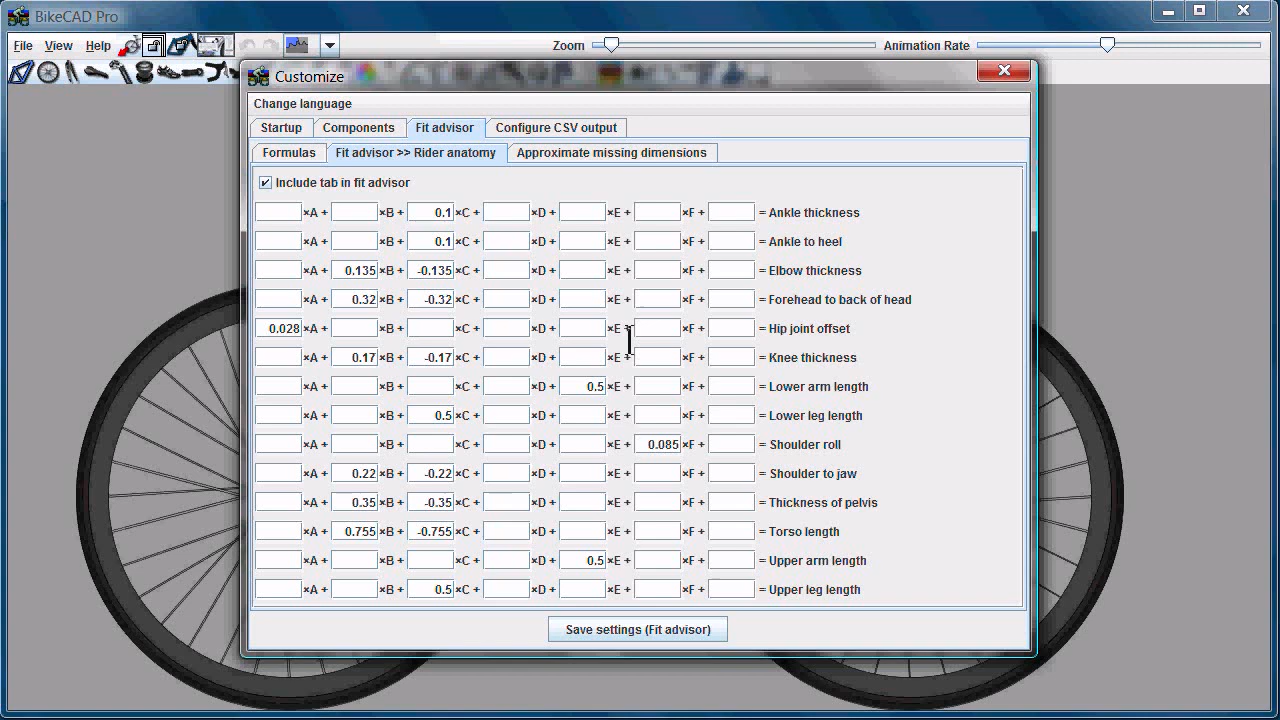 BikeCAD Pro
File View Help Zoom Animation Rate
Customize
Change language
Startup Components Fit advisor Configure CSV output
Formulas Fit advisor >> Rider anatomy Approximate missing dimensions
Include tab in fit advisor
×A + ×B + 0.1 ×C + ×D + ×E + ×F + = Ankle thickness
×A + ×B + 0.1 ×C + ×D + ×E + ×F + = Ankle to heel
×A + 0.135 ×B + -0.135 ×C + ×D + ×E + ×F + = Elbow thickness
×A + 0.32 ×B + -0.32 ×C + ×D + ×E + ×F + = Forehead to back of head
0.028 ×A + ×B + ×C + ×D + ×E + ×F + = Hip joint offset
×A + 0.17 ×B + -0.17 ×C + ×D + ×E + ×F + = Knee thickness
×A + ×B + ×C + ×D + 0.5 ×E + ×F + = Lower arm length
×A + ×B + 0.5 ×C + ×D + ×E + ×F + = Lower leg length
×A + ×B + ×C + ×D + ×E + 0.085 ×F + = Shoulder roll
×A + 0.22 ×B + -0.22 ×C + ×D + ×E + ×F + = Shoulder to jaw
×A + 0.35 ×B + -0.35 ×C + ×D + ×E + ×F + = Thickness of pelvis
×A + 0.755 ×B + -0.755 ×C + ×D + ×E + ×F + = Torso length
×A + ×B + ×C + ×D + 0.5 ×E + ×F + = Upper arm length
×A + ×B + 0.5 ×C + ×D + ×E + ×F + = Upper leg length
Save settings (Fit advisor)